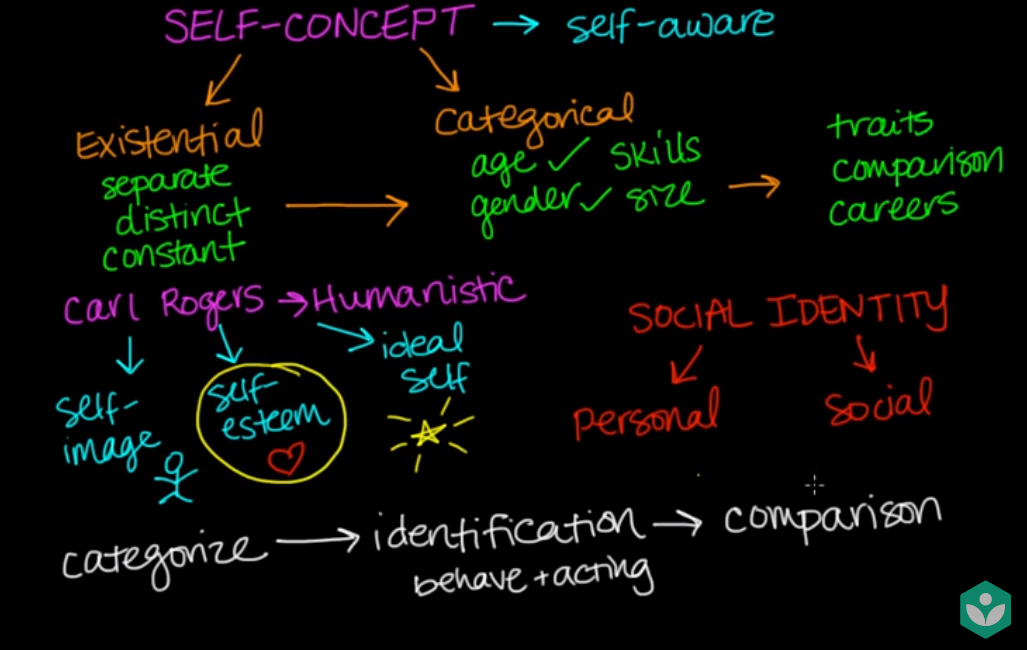 SELF-CONCEPT → self-aware
Existential
separate
distinct
constant
→
Categorical
age ✓ skills
gender ✓ size
→
traits
comparison
careers
Carl Rogers → Humanistic
self-
image
self-
esteem
ideal
self
SOCIAL IDENTITY
Personal
Social
categorize → identification → comparison
behave + acting